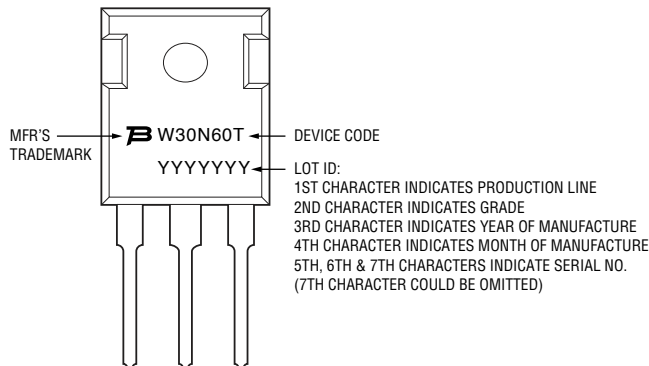 MFR'S
TRADEMARK
B W30N60T
YYYYYYY
DEVICE CODE
LOT ID:
1ST CHARACTER INDICATES PRODUCTION LINE
2ND CHARACTER INDICATES GRADE
3RD CHARACTER INDICATES YEAR OF MANUFACTURE
4TH CHARACTER INDICATES MONTH OF MANUFACTURE
5TH, 6TH & 7TH CHARACTERS INDICATE SERIAL NO.
(7TH CHARACTER COULD BE OMITTED)